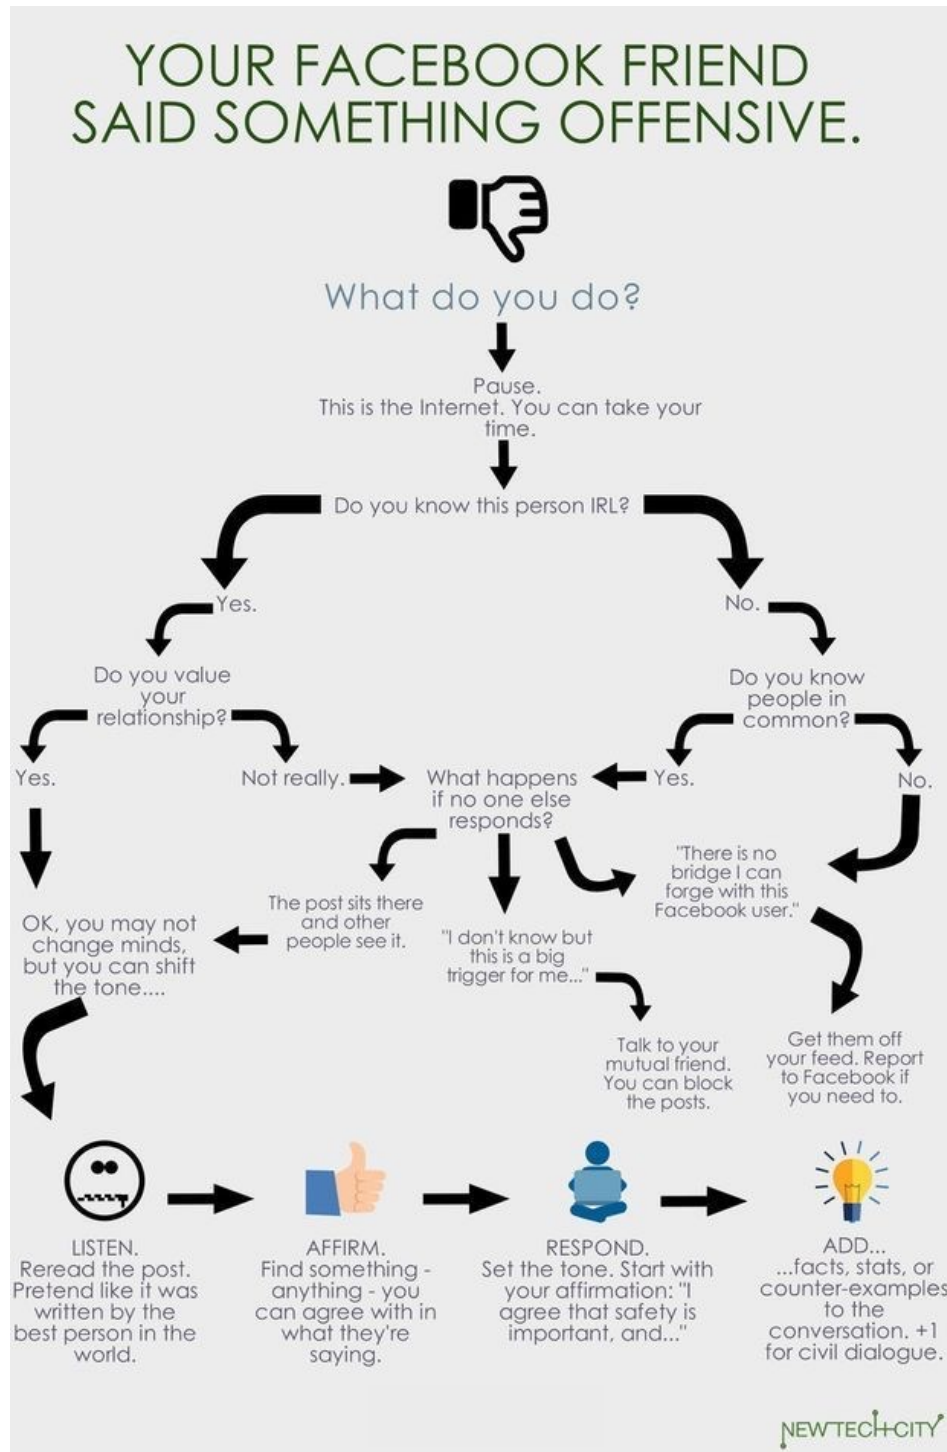 YOUR FACEBOOK FRIEND
SAID SOMETHING OFFENSIVE.
What do you do?
Pause.
This is the Internet. You can take your
time.
Do you know this person IRL?
Yes.
No.
Do you value
your
relationship?
Do you know
people in
common?
Yes.
Not really.
What happens
if no one else
responds?
Yes.
No.
"There is no
bridge I can
forge with this
Facebook user."
The post sits there
and other
people see it.
OK, you may not
change minds,
but you can shift
the tone....
"I don't know but
this is a big
trigger for me..."
Talk to your
mutual friend.
You can block
the posts.
Get them off
your feed. Report
to Facebook if
you need to.
LISTEN.
Reread the post.
Pretend like it was
written by the
best person in the
world.
AFFIRM.
Find something -
anything - you
can agree with in
what they're
saying.
RESPOND.
Set the tone. Start with
your affirmation: "I
agree that safety is
important, and..."
ADD...
...facts, stats, or
counter-examples
to the
conversation. +1
for civil dialogue.
NEWTECHCITY